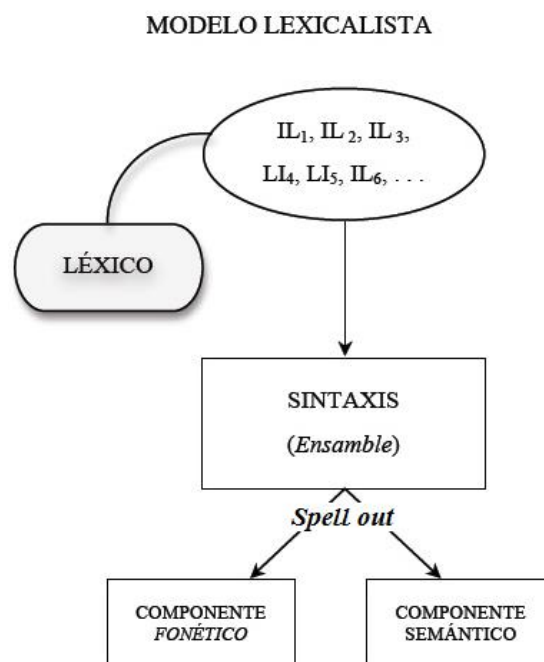 MODELO LEXICALISTA
IL₁, IL ₂, IL ₃,
LI₄, LI₅, IL₆, . . .
LÉXICO
SINTAXIS
(Ensamble)
Spell out
COMPONENTE
FONÉTICO
COMPONENTE
SEMÁNTICO